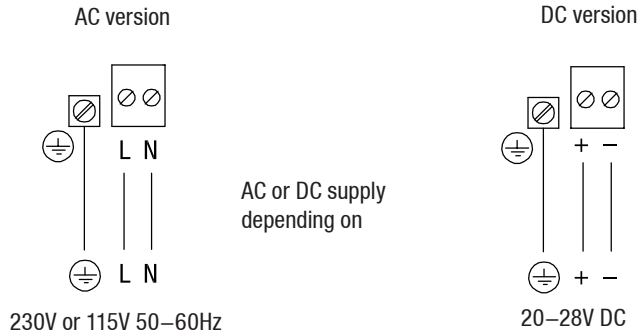 AC version
DC version
L N
+ −
AC or DC supply
depending on
L N
+ −
230V or 115V 50–60Hz
20–28V DC